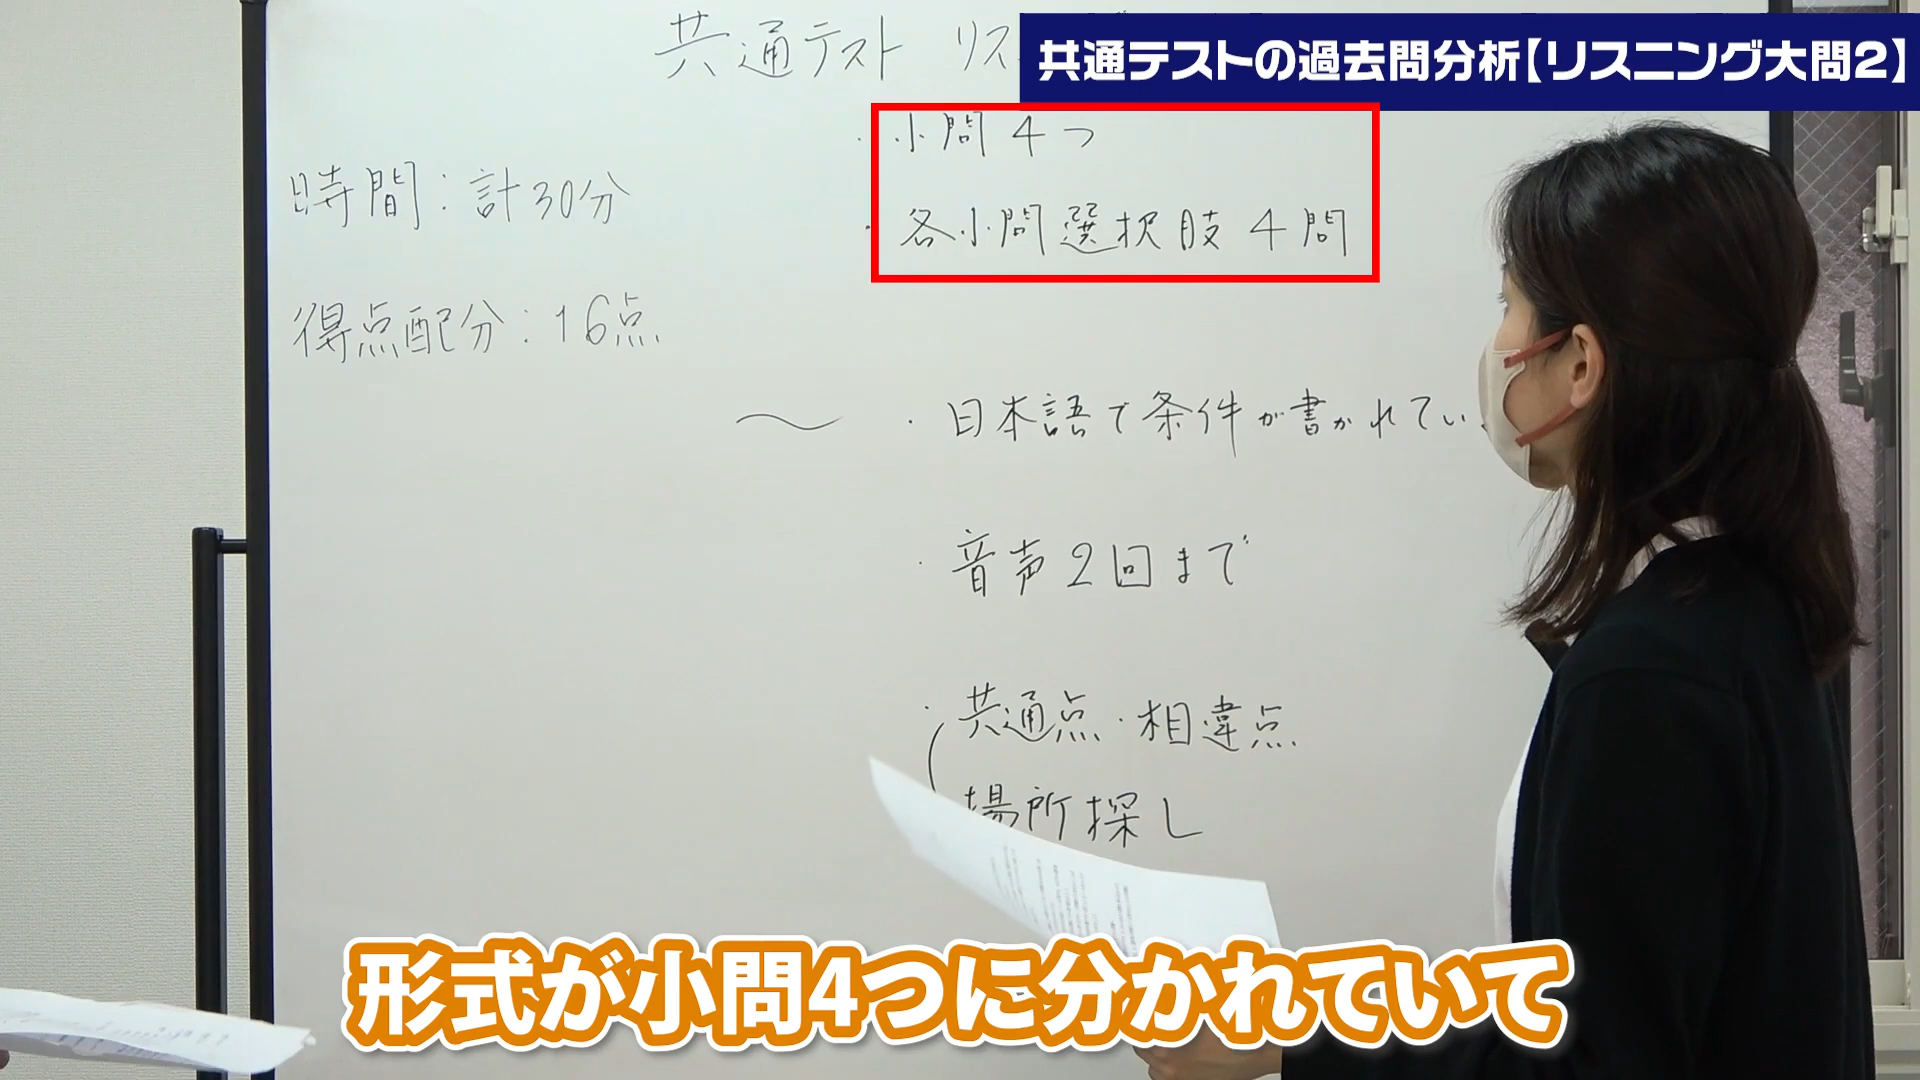 共通テスト リス
共通テストの過去問分析【リスニング大問2】
・小問4つ
時間：計30分
・各小問選択肢4問
得点配分：16点
〜 ・日本語で条件が書かれてい
・音声2回まで
・共通点・相違点
場所探し
形式が小問4つに分かれていて